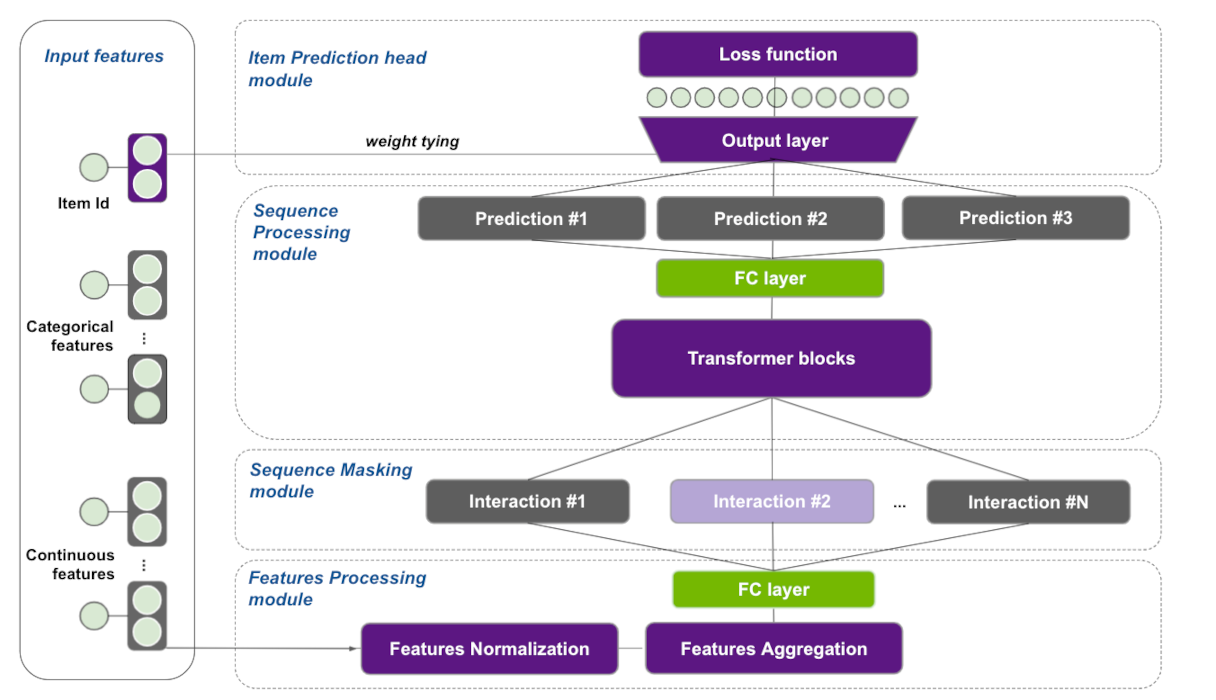 Input features
Item Id
Categorical
features
...
Continuous
features
...
Item Prediction head
module
Loss function
weight tying
Output layer
Sequence
Processing
module
Prediction #1
Prediction #2
Prediction #3
FC layer
Transformer blocks
Sequence Masking
module
Interaction #1
Interaction #2
...
Interaction #N
Features Processing
module
FC layer
Features Normalization
Features Aggregation